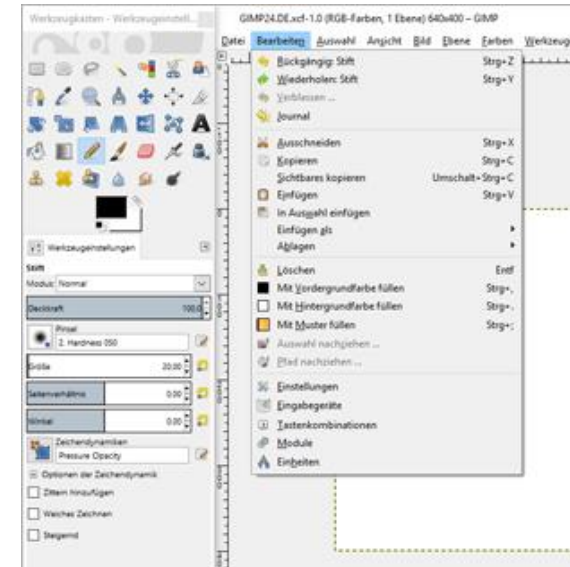 Werkzeugkasten - Werkzeugeinstell...
GIMP24.DE.xcf-1.0 (RGB-Farben, 1 Ebene) 640x400 – GIMP
Datei Bearbeiten Auswahl Ansicht Bild Ebene Farben Werkzeug
Rückgängig: Stift Strg+Z
Wiederholen: Stift Strg+Y
Verblassen ...
Journal
Ausschneiden Strg+X
Kopieren Strg+C
Sichtbares kopieren Umschalt+Strg+C
Einfügen Strg+V
In Auswahl einfügen
Einfügen als
Ablagen
Löschen Entf
Mit Vordergrundfarbe füllen Strg+,
Mit Hintergrundfarbe füllen Strg+.
Mit Muster füllen Strg+;
Auswahl nachziehen ...
Pfad nachziehen ...
Einstellungen
Eingabegeräte
Tastenkombinationen
Module
Einheiten
Werkzeugeinstellungen
Stift
Modus: Normal
Deckkraft 100,0
Pinsel
2. Hardness 050
Größe 20,00
Seitenverhältnis 0,00
Winkel 0,00
Zeichendynamiken
Pressure Opacity
Optionen der Zeichendynamik
Zittern hinzufügen
Weiches Zeichnen
Steigernd